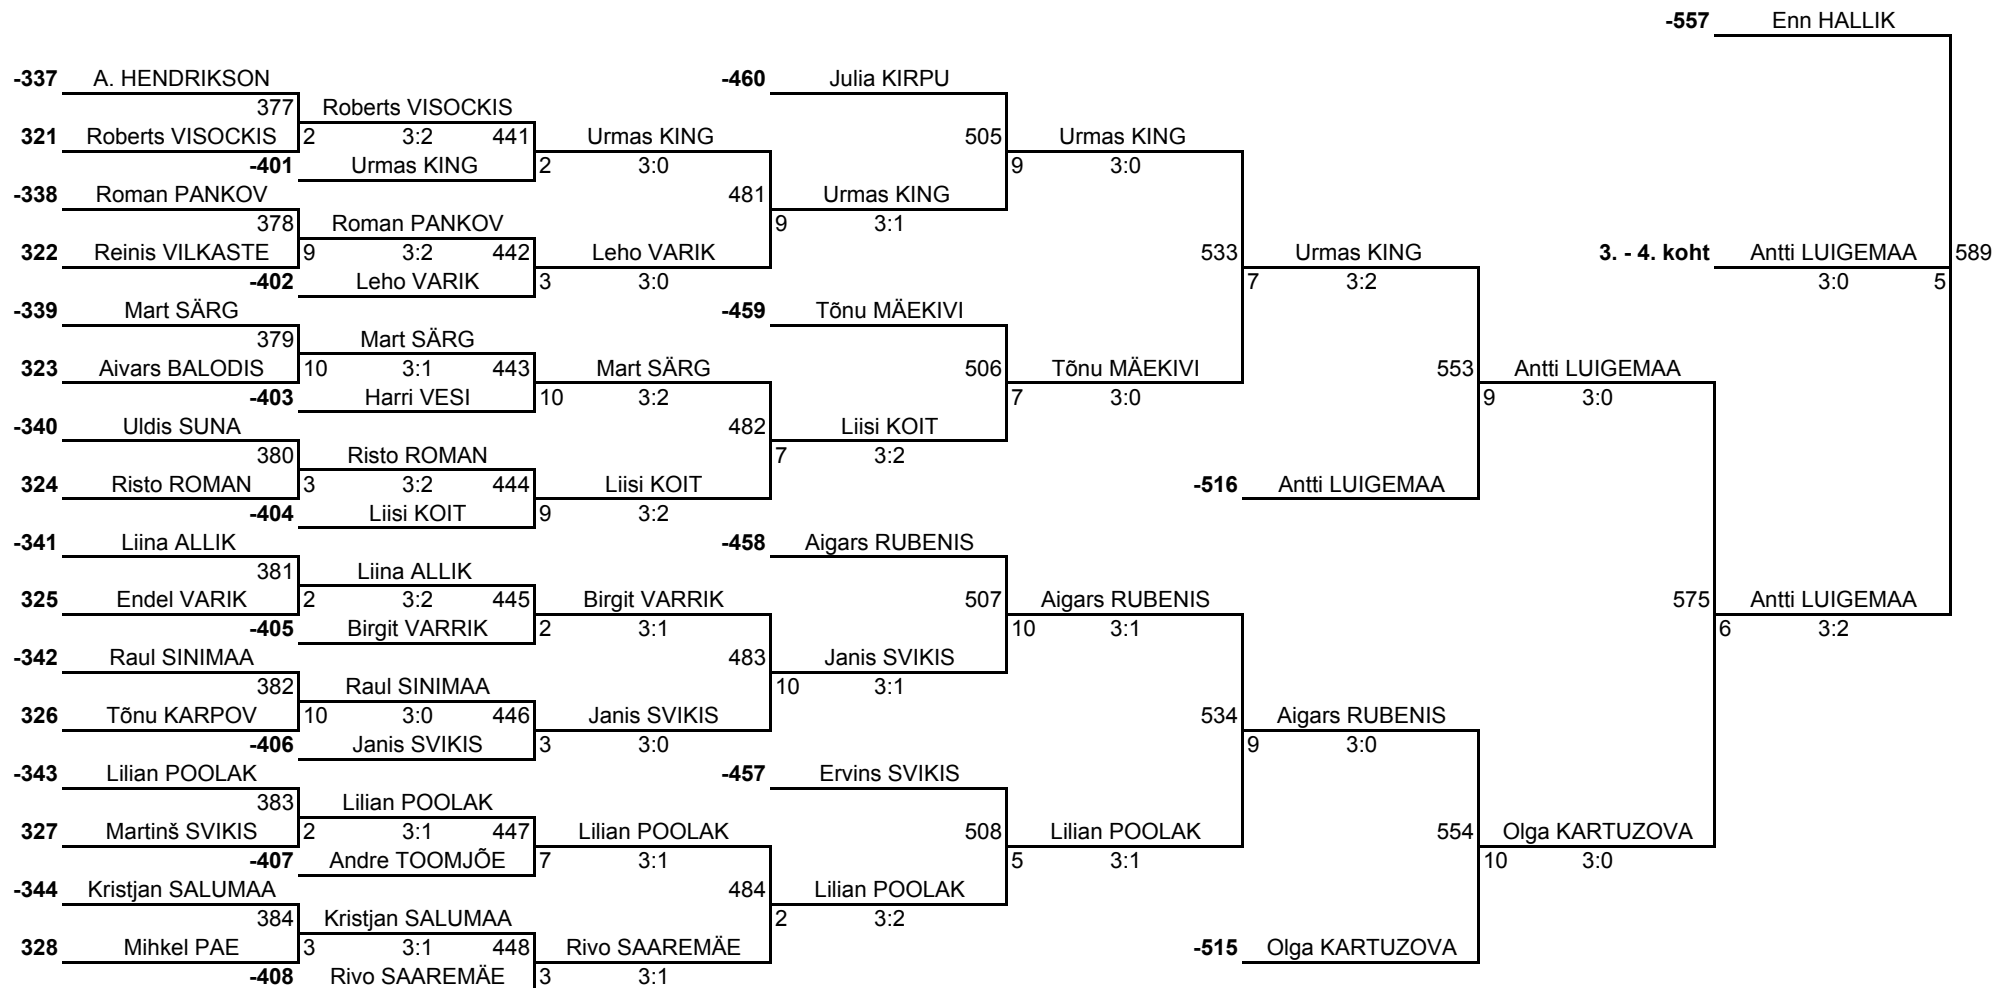 -557 Enn HALLIK
-337 A. HENDRIKSON -460 Julia KIRPU
377 Roberts VISOCKIS
321 Roberts VISOCKIS 2 3:2 441 Urmas KING 505 Urmas KING
-401 Urmas KING 2 3:0 9 3:0
-338 Roman PANKOV 481 Urmas KING
378 Roman PANKOV 9 3:1
322 Reinis VILKASTE 9 3:2 442 Leho VARIK 533 Urmas KING 3. - 4. koht Antti LUIGEMAA 589
-402 Leho VARIK 3 3:0 7 3:2 3:0 5
-339 Mart SÄRG -459 Tõnu MÄEKIVI
379 Mart SÄRG
323 Aivars BALODIS 10 3:1 443 Mart SÄRG 506 Tõnu MÄEKIVI 553 Antti LUIGEMAA
-403 Harri VESI 10 3:2 7 3:0 9 3:0
-340 Uldis SUNA 482 Liisi KOIT
380 Risto ROMAN 7 3:2
324 Risto ROMAN 3 3:2 444 Liisi KOIT -516 Antti LUIGEMAA
-404 Liisi KOIT 9 3:2
-341 Liina ALLIK -458 Aigars RUBENIS
381 Liina ALLIK
325 Endel VARIK 2 3:2 445 Birgit VARRIK 507 Aigars RUBENIS 575 Antti LUIGEMAA
-405 Birgit VARRIK 2 3:1 10 3:1 6 3:2
-342 Raul SINIMAA 483 Janis SVIKIS
382 Raul SINIMAA 10 3:1
326 Tõnu KARPOV 10 3:0 446 Janis SVIKIS 534 Aigars RUBENIS
-406 Janis SVIKIS 3 3:0 9 3:0
-343 Lilian POOLAK -457 Ervins SVIKIS
383 Lilian POOLAK
327 Martinš SVIKIS 2 3:1 447 Lilian POOLAK 508 Lilian POOLAK 554 Olga KARTUZOVA
-407 Andre TOOMJÕE 7 3:1 5 3:1 10 3:0
-344 Kristjan SALUMAA 484 Lilian POOLAK
384 Kristjan SALUMAA 2 3:2
328 Mihkel PAE 3 3:1 448 Rivo SAAREMÄE -515 Olga KARTUZOVA
-408 Rivo SAAREMÄE 3 3:1